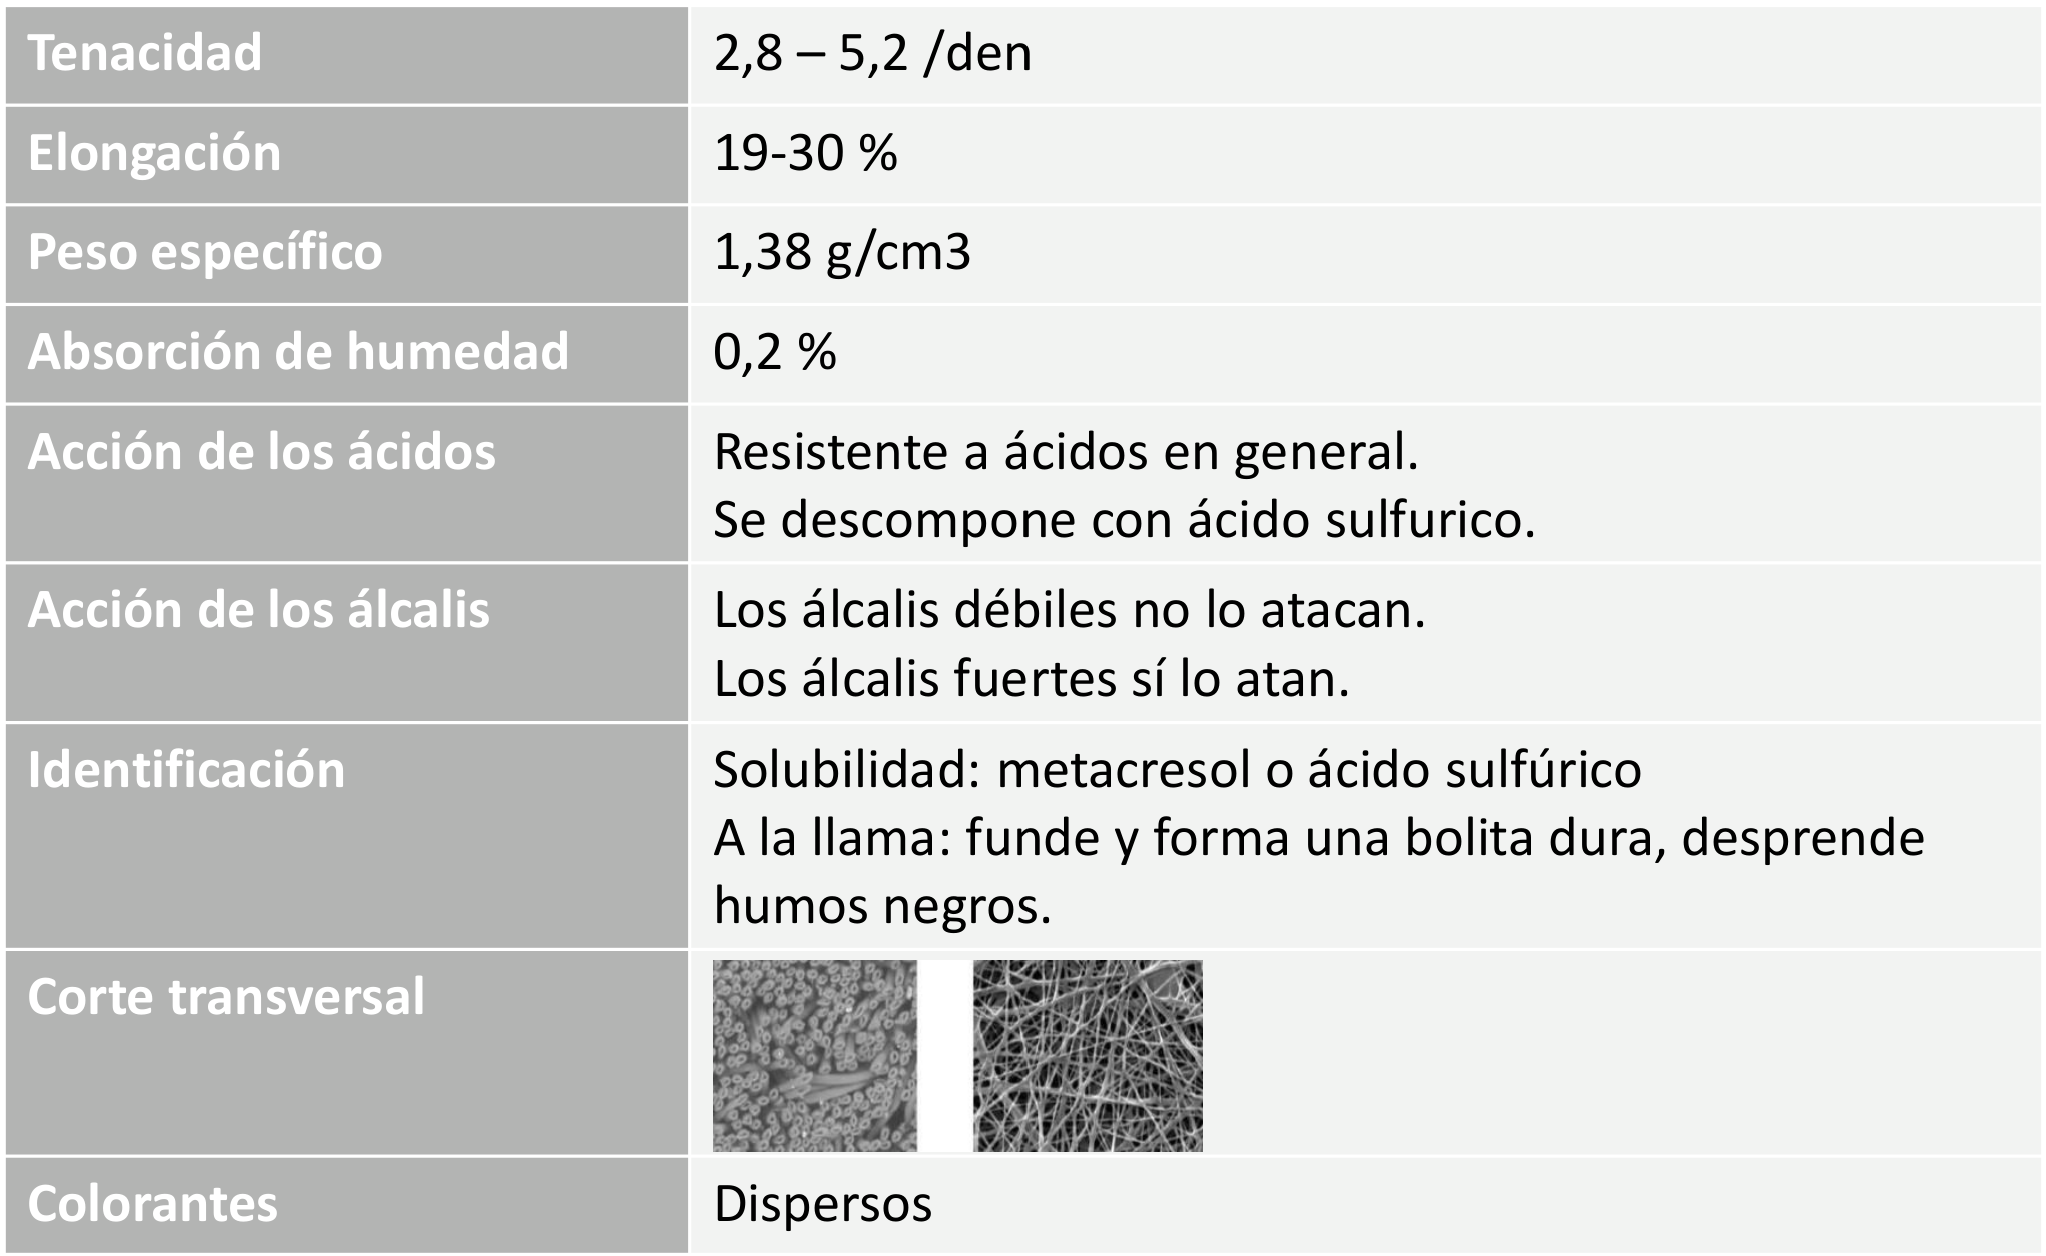 Tenacidad
2,8 – 5,2 /den
Elongación
19-30 %
Peso específico
1,38 g/cm3
Absorción de humedad
0,2 %
Acción de los ácidos
Resistente a ácidos en general.
Se descompone con ácido sulfurico.
Acción de los álcalis
Los álcalis débiles no lo atacan.
Los álcalis fuertes sí lo atan.
Identificación
Solubilidad: metacresol o ácido sulfúrico
A la llama: funde y forma una bolita dura, desprende
humos negros.
Corte transversal
Colorantes
Dispersos